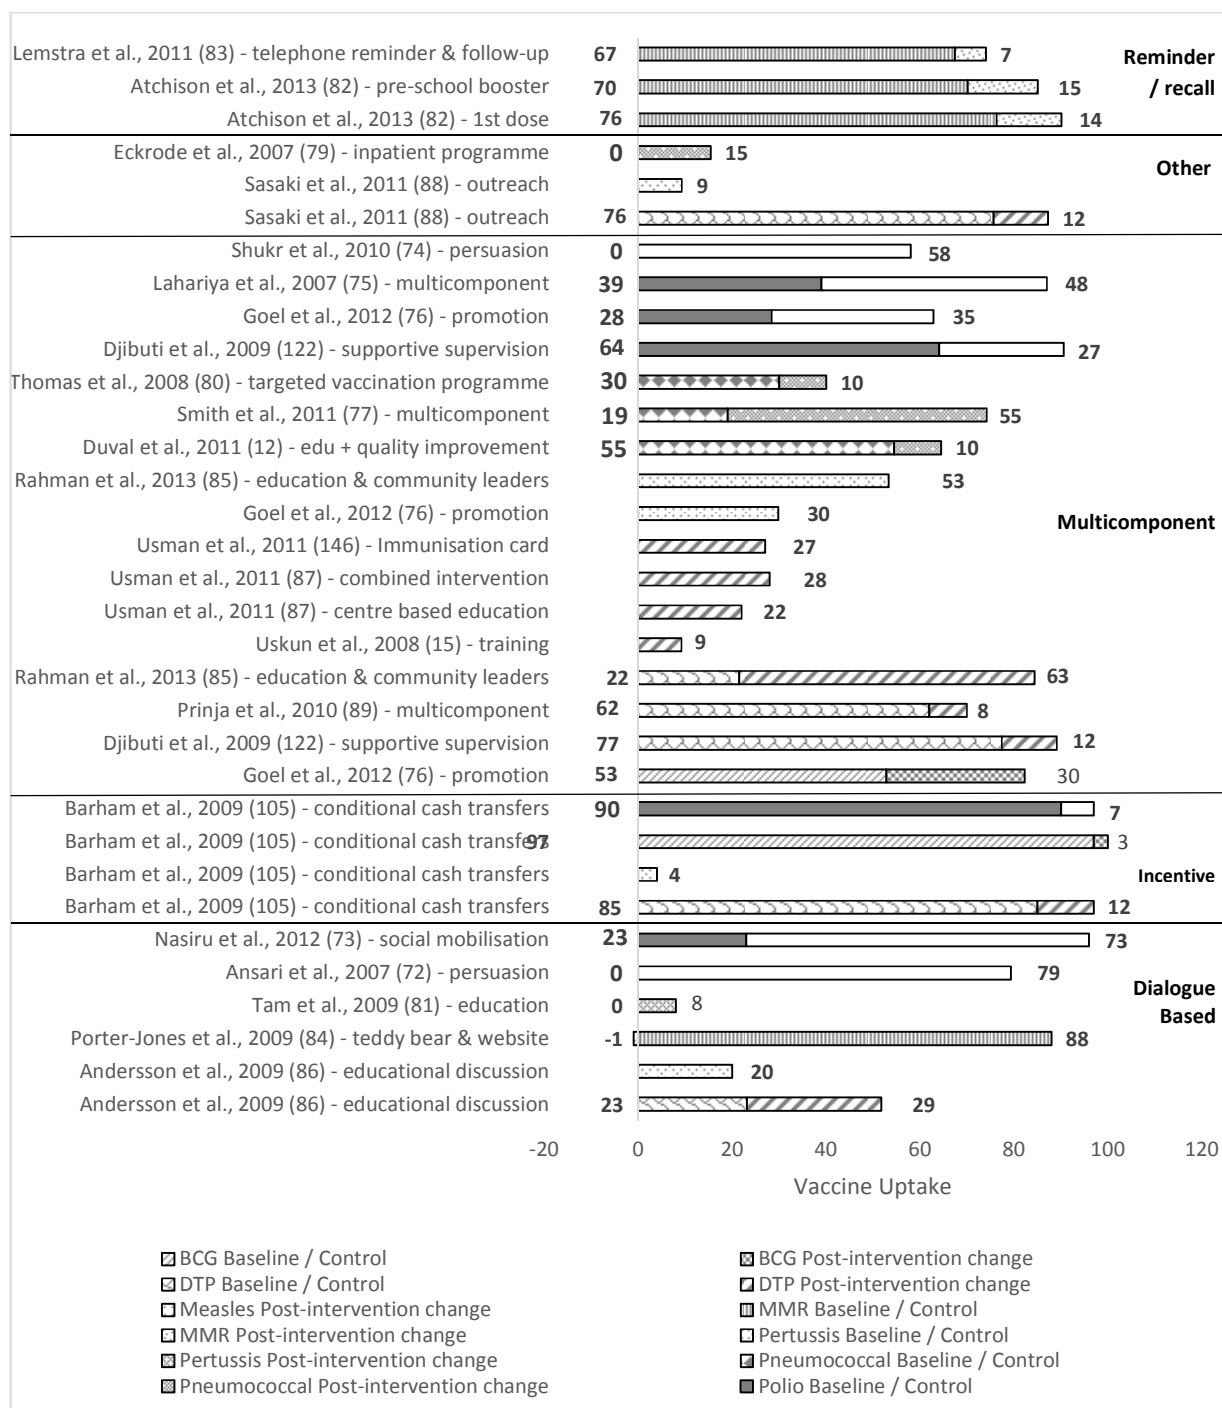 Lemstra et al., 2011 (83) - telephone reminder & follow-up 67 7 Reminder
Atchison et al., 2013 (82) - pre-school booster 70 15 / recall
Atchison et al., 2013 (82) - 1st dose 76 14
Eckrode et al., 2007 (79) - inpatient programme 0 15
Other
Sasaki et al., 2011 (88) - outreach 9
Sasaki et al., 2011 (88) - outreach 76 12
Shukr et al., 2010 (74) - persuasion 0 58
Lahariya et al., 2007 (75) - multicomponent 39 48
Goel et al., 2012 (76) - promotion 28 35
Djibuti et al., 2009 (122) - supportive supervision 64 27
Thomas et al., 2008 (80) - targeted vaccination programme 30 10
Smith et al., 2011 (77) - multicomponent 19 55
Duval et al., 2011 (12) - edu + quality improvement 55 10
Rahman et al., 2013 (85) - education & community leaders 53
Goel et al., 2012 (76) - promotion 30 Multicomponent
Usman et al., 2011 (146) - Immunisation card 27
Usman et al., 2011 (87) - combined intervention 28
Usman et al., 2011 (87) - centre based education 22
Uskun et al., 2008 (15) - training 9
Rahman et al., 2013 (85) - education & community leaders 22 63
Prinja et al., 2010 (89) - multicomponent 62 8
Djibuti et al., 2009 (122) - supportive supervision 77 12
Goel et al., 2012 (76) - promotion 53 30
Barham et al., 2009 (105) - conditional cash transfers 90 7
Barham et al., 2009 (105) - conditional cash transfers 97 3
Barham et al., 2009 (105) - conditional cash transfers 4 Incentive
Barham et al., 2009 (105) - conditional cash transfers 85 12
Nasiru et al., 2012 (73) - social mobilisation 23 73
Ansari et al., 2007 (72) - persuasion 0 79 Dialogue
Tam et al., 2009 (81) - education 0 8 Based
Porter-Jones et al., 2009 (84) - teddy bear & website -1 88
Andersson et al., 2009 (86) - educational discussion 20
Andersson et al., 2009 (86) - educational discussion 23 29
-20 0 20 40 60 80 100 120
Vaccine Uptake
BCG Baseline / Control BCG Post-intervention change
DTP Baseline / Control DTP Post-intervention change
Measles Post-intervention change MMR Baseline / Control
MMR Post-intervention change Pertussis Baseline / Control
Pertussis Post-intervention change Pneumococcal Baseline / Control
Pneumococcal Post-intervention change Polio Baseline / Control